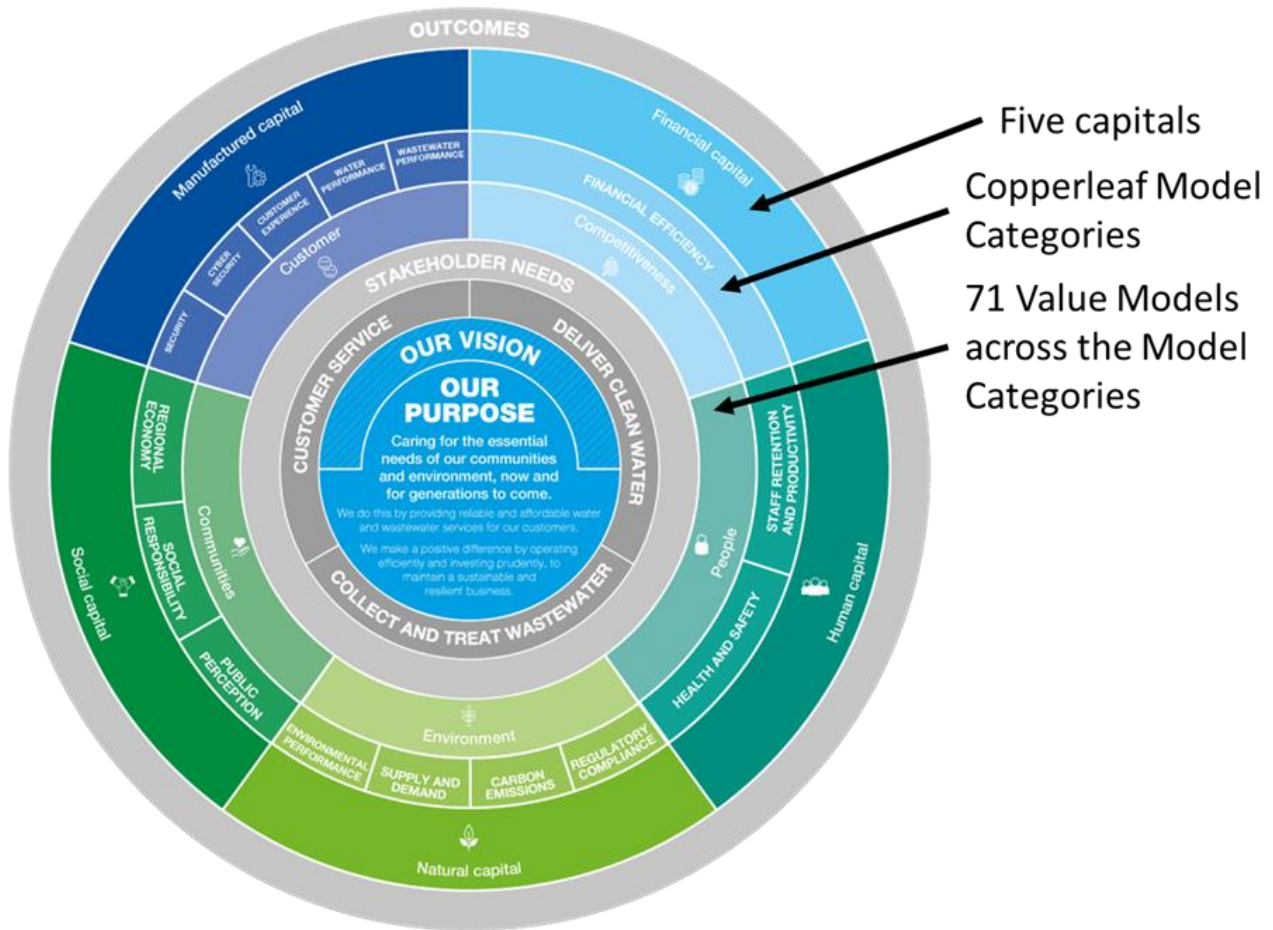 OUTCOMES
Manufactured capital
Financial capital
SECURITY
CYBER
SECURITY
CUSTOMER
EXPERIENCE
WATER
PERFORMANCE
WASTEWATER
PERFORMANCE
FINANCIAL EFFICIENCY
Customer
Competitiveness
STAKEHOLDER NEEDS
CUSTOMER SERVICE
DELIVER CLEAN WATER
COLLECT AND TREAT WASTEWATER
OUR VISION
OUR
PURPOSE
Caring for the essential
needs of our communities
and environment, now and
for generations to come.
We do this by providing reliable and affordable water
and wastewater services for our customers.
We make a positive difference by operating
efficiently and investing prudently, to
maintain a sustainable and
resilient business.
Social capital
REGIONAL
ECONOMY
SOCIAL
RESPONSIBILITY
PUBLIC
PERCEPTION
Communities
People
STAFF RETENTION
AND PRODUCTIVITY
HEALTH AND SAFETY
Human capital
Environment
ENVIRONMENTAL
PERFORMANCE
SUPPLY AND
DEMAND
CARBON
EMISSIONS
REGULATORY
COMPLIANCE
Natural capital
Five capitals
Copperleaf Model
Categories
71 Value Models
across the Model
Categories